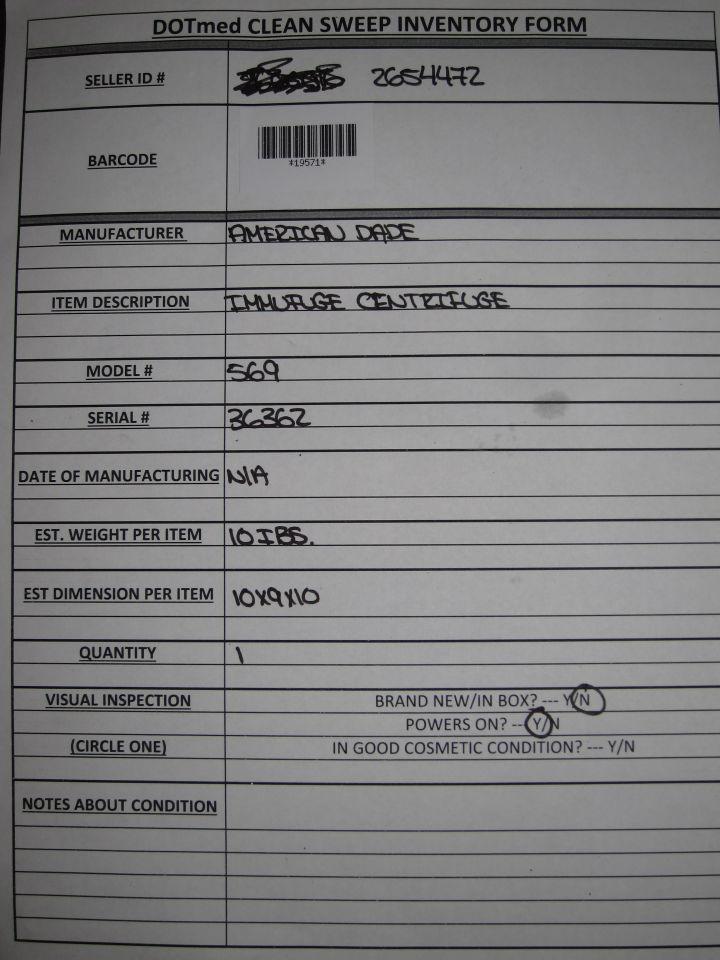 DOTmed CLEAN SWEEP INVENTORY FORM
SELLER ID # 2654472
BARCODE
*19571*
MANUFACTURER AMERICAN DADE
ITEM DESCRIPTION IMMUFUGE CENTRIFUGE
MODEL # 569
SERIAL # 36362
DATE OF MANUFACTURING N/A
EST. WEIGHT PER ITEM 10 IBS.
EST DIMENSION PER ITEM 10X9X10
QUANTITY 1
VISUAL INSPECTION BRAND NEW/IN BOX? --- Y/N
POWERS ON? -- Y/N
(CIRCLE ONE) IN GOOD COSMETIC CONDITION? --- Y/N
NOTES ABOUT CONDITION